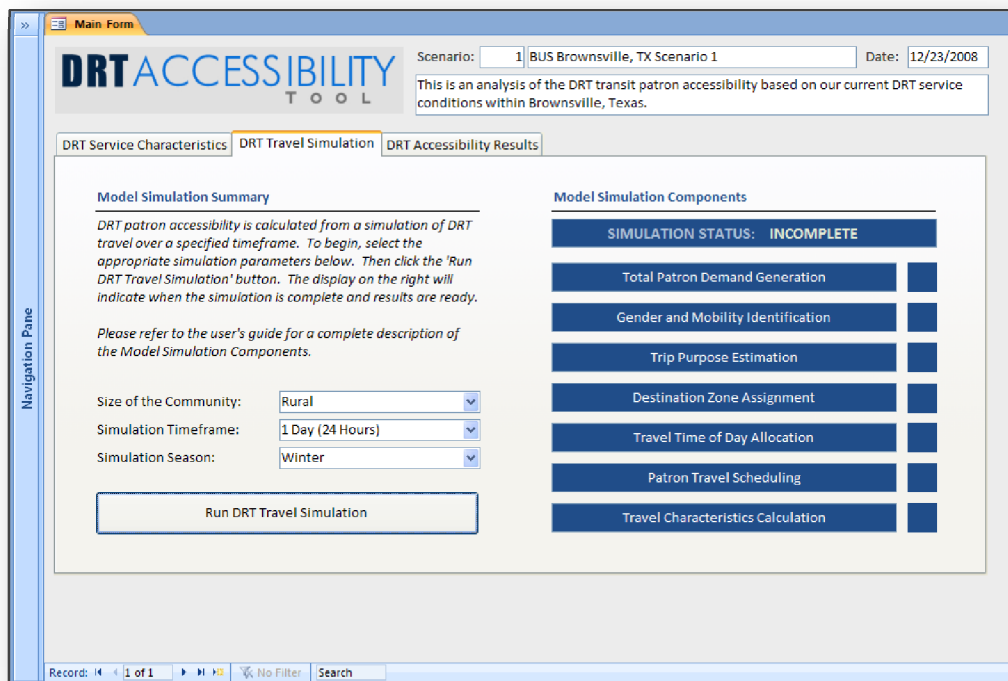 »
Main Form
DRT ACCESSIBILITY
TOOL
Scenario: 1 BUS Brownsville, TX Scenario 1 Date: 12/23/2008
This is an analysis of the DRT transit patron accessibility based on our current DRT service
conditions within Brownsville, Texas.
DRT Service Characteristics DRT Travel Simulation DRT Accessibility Results
Model Simulation Summary
DRT patron accessibility is calculated from a simulation of DRT
travel over a specified timeframe. To begin, select the
appropriate simulation parameters below. Then click the 'Run
DRT Travel Simulation' button. The display on the right will
indicate when the simulation is complete and results are ready.
Please refer to the user's guide for a complete description of
the Model Simulation Components.
Size of the Community: Rural
Simulation Timeframe: 1 Day (24 Hours)
Simulation Season: Winter
Run DRT Travel Simulation
Model Simulation Components
SIMULATION STATUS: INCOMPLETE
Total Patron Demand Generation
Gender and Mobility Identification
Trip Purpose Estimation
Destination Zone Assignment
Travel Time of Day Allocation
Patron Travel Scheduling
Travel Characteristics Calculation
Navigation Pane
Record: 1 of 1 No Filter Search